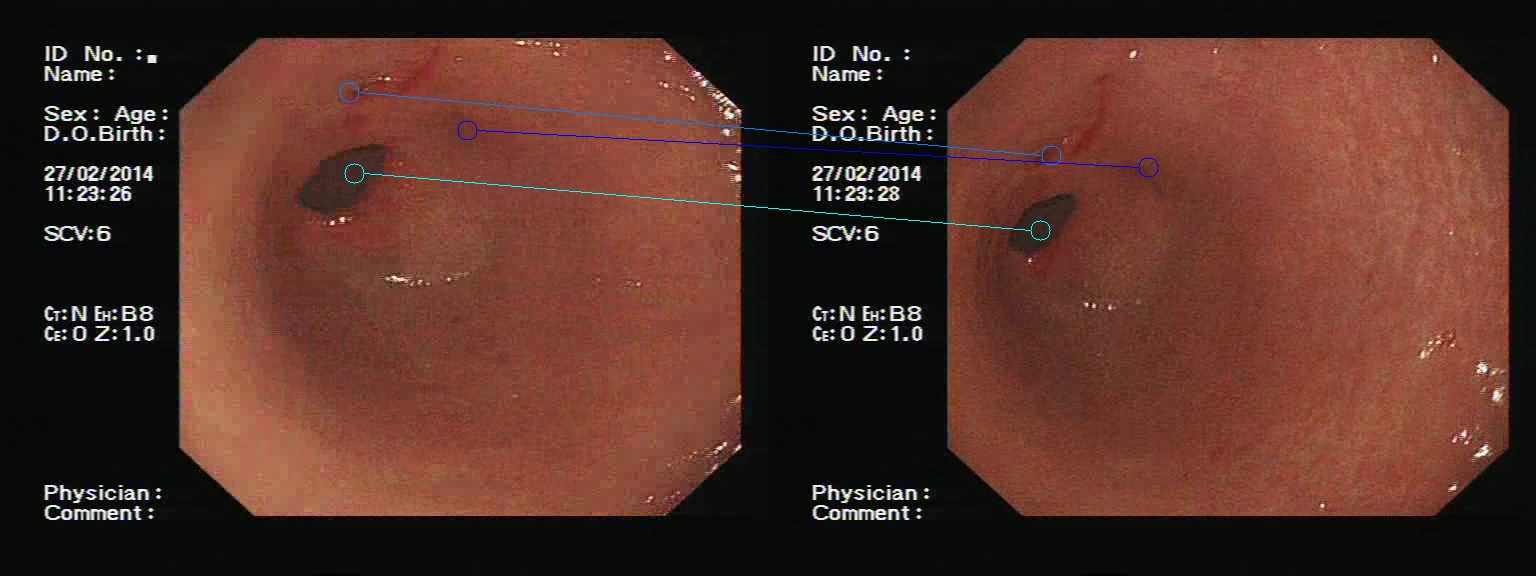 ID No. :
Name:
Sex: Age:
D.O.Birth:
27/02/2014
11:23:26
SCV:6
CT:N EH:B8
CE:0 Z:1.0
Physician:
Comment:
ID No. :
Name:
Sex: Age:
D.O.Birth:
27/02/2014
11:23:28
SCV:6
CT:N EH:B8
CE:0 Z:1.0
Physician:
Comment: